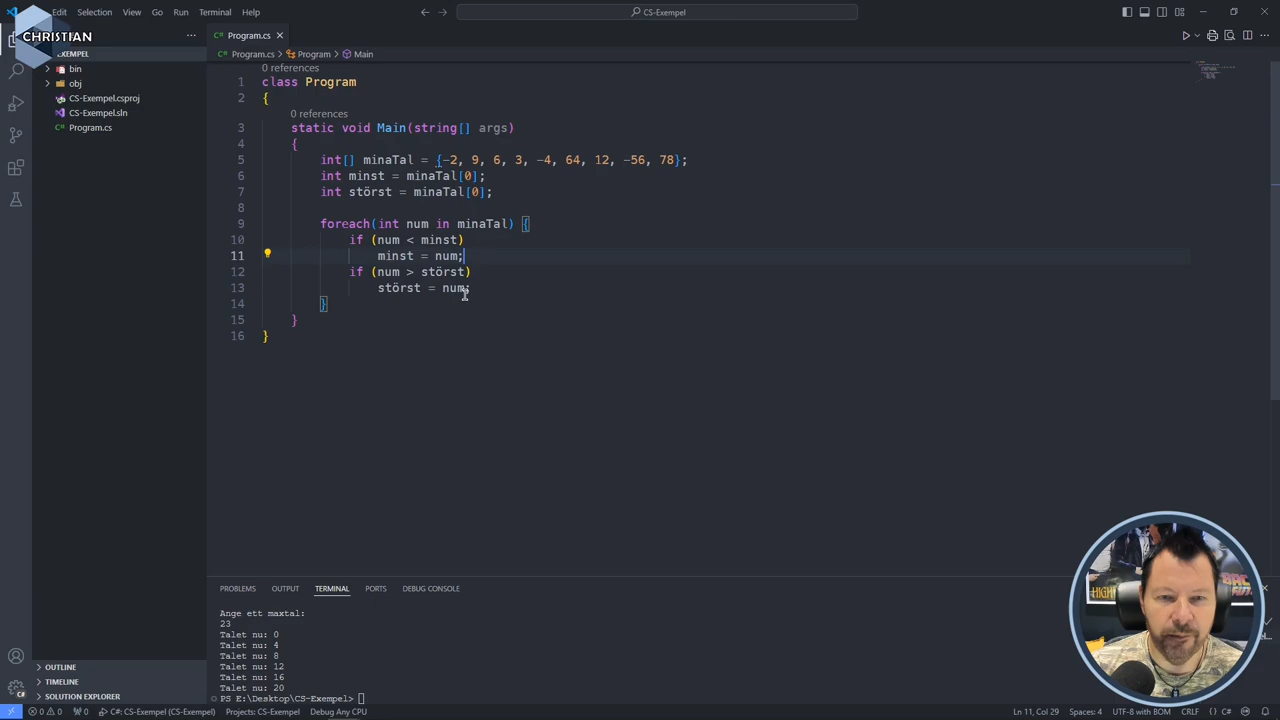 Edit Selection View Go Run Terminal Help
CS-Exempel
CHRISTIAN
Program.cs
EXEMPEL
bin
obj
CS-Exempel.csproj
CS-Exempel.sln
Program.cs
OUTLINE
TIMELINE
SOLUTION EXPLORER
Program.cs > Program > Main
0 references
1 class Program
2 {
0 references
3 static void Main(string[] args)
4 {
5 int[] minaTal = {-2, 9, 6, 3, -4, 64, 12, -56, 78};
6 int minst = minaTal[0];
7 int störst = minaTal[0];
8
9 foreach(int num in minaTal) {
10 if (num < minst)
11 minst = num;
12 if (num > störst)
13 störst = num;
14 }
15 }
16 }
PROBLEMS OUTPUT TERMINAL PORTS DEBUG CONSOLE
Ange ett maxtal:
23
Talet nu: 0
Talet nu: 4
Talet nu: 8
Talet nu: 12
Talet nu: 16
Talet nu: 20
PS E:\Desktop\CS-Exempel>
0 0 0 C#: CS-Exempel (CS-Exempel) Projects: CS-Exempel Debug Any CPU Ln 11, Col 29 Spaces: 4 UTF-8 with BOM CRLF {} C#